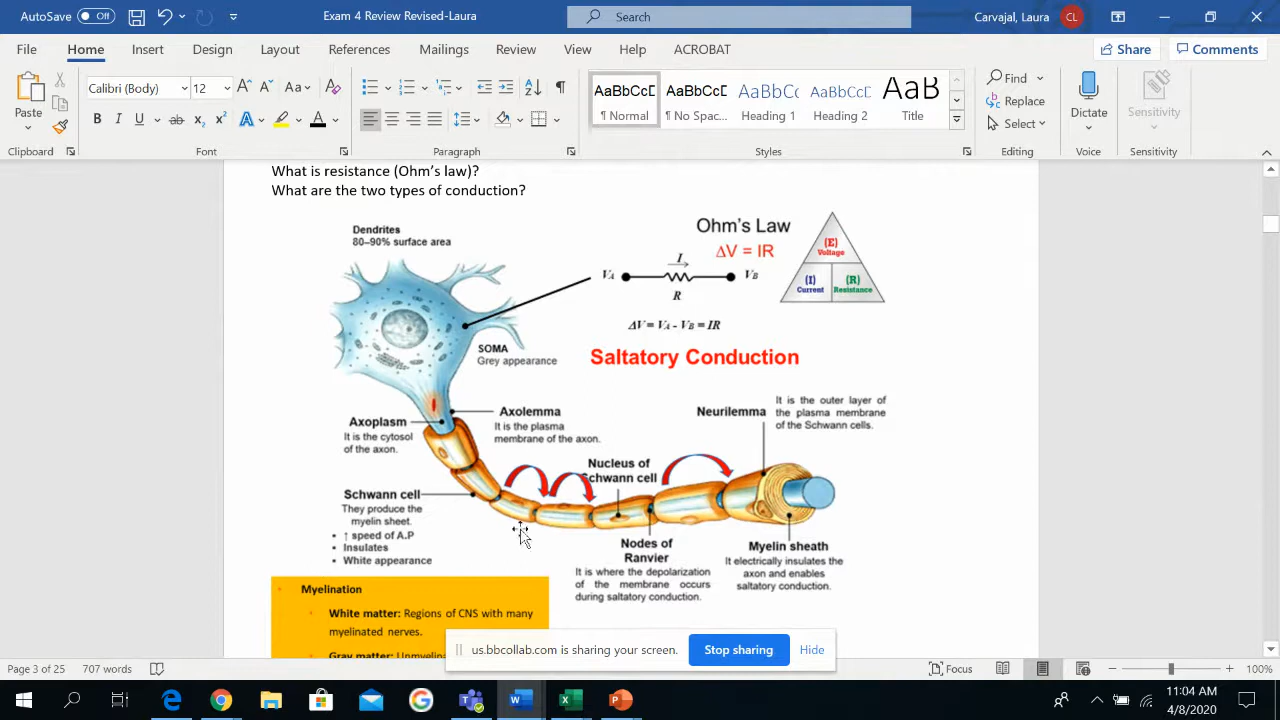 AutoSave Off Exam 4 Review Revised-Laura Search Carvajal, Laura CL
File Home Insert Design Layout References Mailings Review View Help ACROBAT Share Comments
Paste Calibri (Body) 12 Aa AaBbCcD AaBbCcD AaBbCc AaBbCcD AaB Find Replace Select Dictate Sensitivity
¶ Normal ¶ No Spac... Heading 1 Heading 2 Title
Clipboard Font Paragraph Styles Editing Voice Sensitivity
What is resistance (Ohm's law)?
What are the two types of conduction?
Dendrites
80–90% surface area
Ohm's Law
ΔV = IR
I
VA VB
R
ΔV = VA - VB = IR
(E)
Voltage
(I)
Current
(R)
Resistance
SOMA
Grey appearance
Saltatory Conduction
Axoplasm
It is the cytosol
of the axon.
Axolemma
It is the plasma
membrane of the axon.
Neurilemma
It is the outer layer of
the plasma membrane
of the Schwann cells.
Nucleus of
Schwann cell
Schwann cell
They produce the
myelin sheet.
• ↑ speed of A.P
• Insulates
• White appearance
Nodes of
Ranvier
It is where the depolarization
of the membrane occurs
during saltatory conduction.
Myelin sheath
It electrically insulates the
axon and enables
saltatory conduction.
• Myelination
• White matter: Regions of CNS with many
myelinated nerves.
Gray matter:
us.bbcollab.com is sharing your screen. Stop sharing Hide
Page 3 of 25 707 words Focus 100%
11:04 AM
4/8/2020